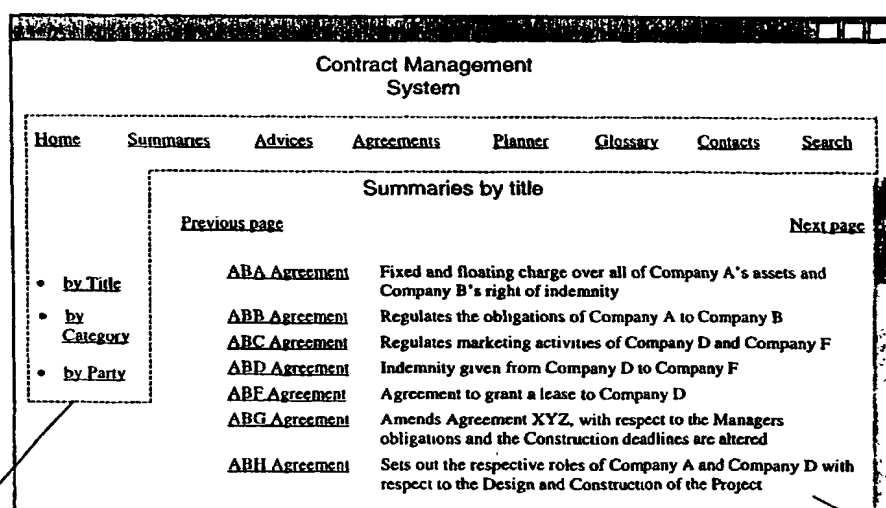 Contract Management
System
Home Summaries Advices Agreements Planner Glossary Contacts Search
Summaries by title
Previous page Next page
• by Title
• by
Category
• by Party
ABA Agreement Fixed and floating charge over all of Company A's assets and
Company B's right of indemnity
ABB Agreement Regulates the obligations of Company A to Company B
ABC Agreement Regulates marketing activities of Company D and Company F
ABD Agreement Indemnity given from Company D to Company F
ABF Agreement Agreement to grant a lease to Company D
ABG Agreement Amends Agreement XYZ, with respect to the Managers
obligations and the Construction deadlines are altered
ABH Agreement Sets out the respective roles of Company A and Company D with
respect to the Design and Construction of the Project